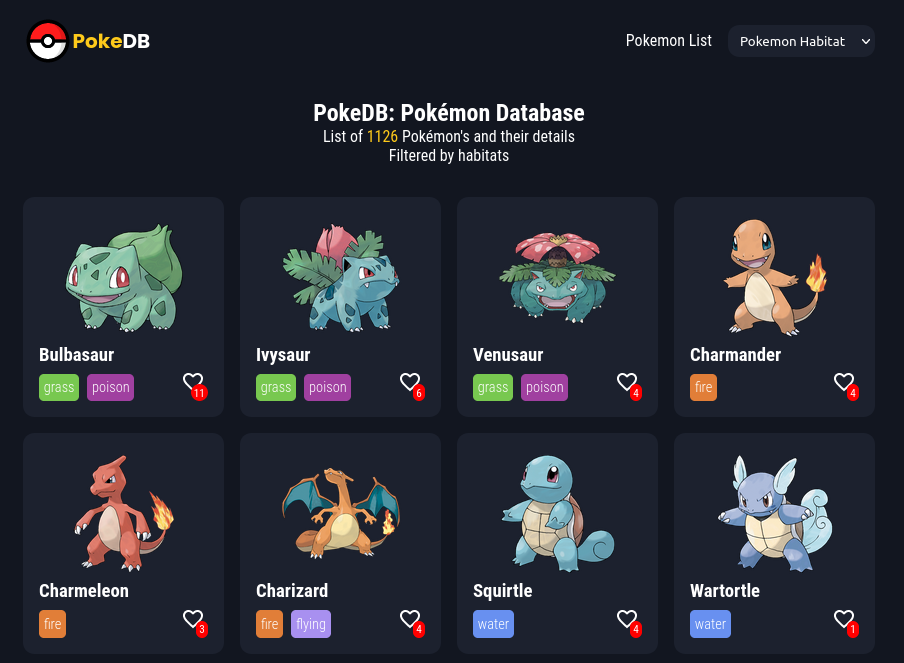 PokeDB
Pokemon List
Pokemon Habitat
PokeDB: Pokémon Database
List of 1126 Pokémon's and their details
Filtered by habitats
Bulbasaur
grass poison 11
Ivysaur
grass poison 6
Venusaur
grass poison 4
Charmander
fire 4
Charmeleon
fire 3
Charizard
fire flying 4
Squirtle
water 4
Wartortle
water 1